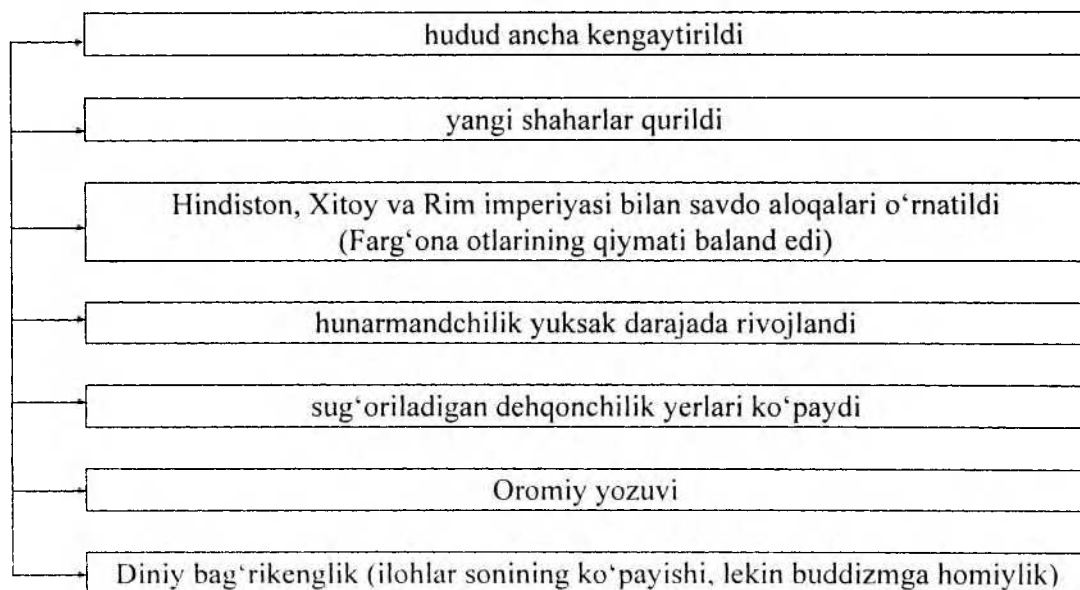 hudud ancha kengaytirildi
yangi shaharlar qurildi
Hindiston, Xitoy va Rim imperiyasi bilan savdo aloqalari o‘rnatildi
(Farg‘ona otlarining qiymati baland edi)
hunarmandchilik yuksak darajada rivojlandi
sug‘oriladigan dehqonchilik yerlari ko‘paydi
Oromiy yozuvi
Diniy bag‘rikenglik (ilohlar sonining ko‘payishi, lekin buddizmga homiylik)